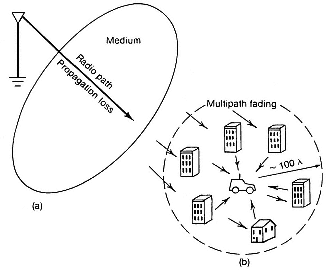 Medium
Radio path
Propagation loss
(a)
Multipath fading
~ 100 λ
(b)